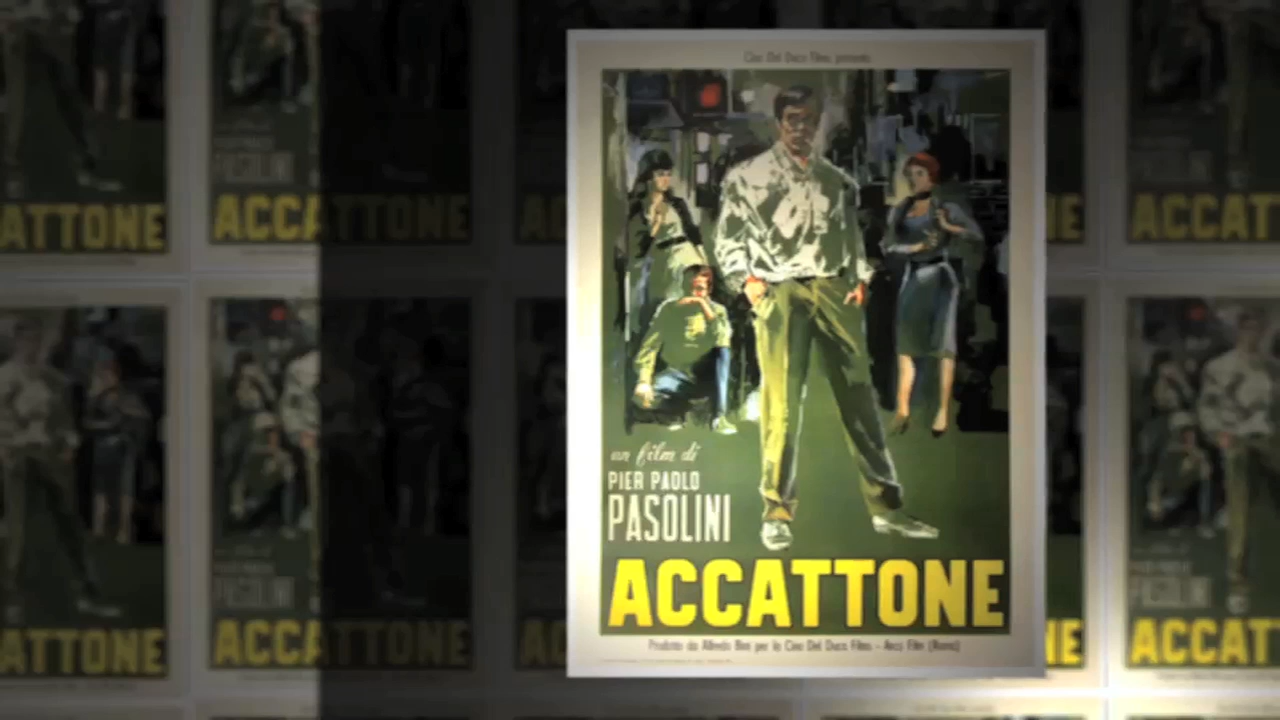 Cino Del Duca Films presenta
un film di
PIER PAOLO
PASOLINI
ACCATTONE
Prodotto da Alfredo Bini per la Cino Del Duca Films - Arco Film (Roma)